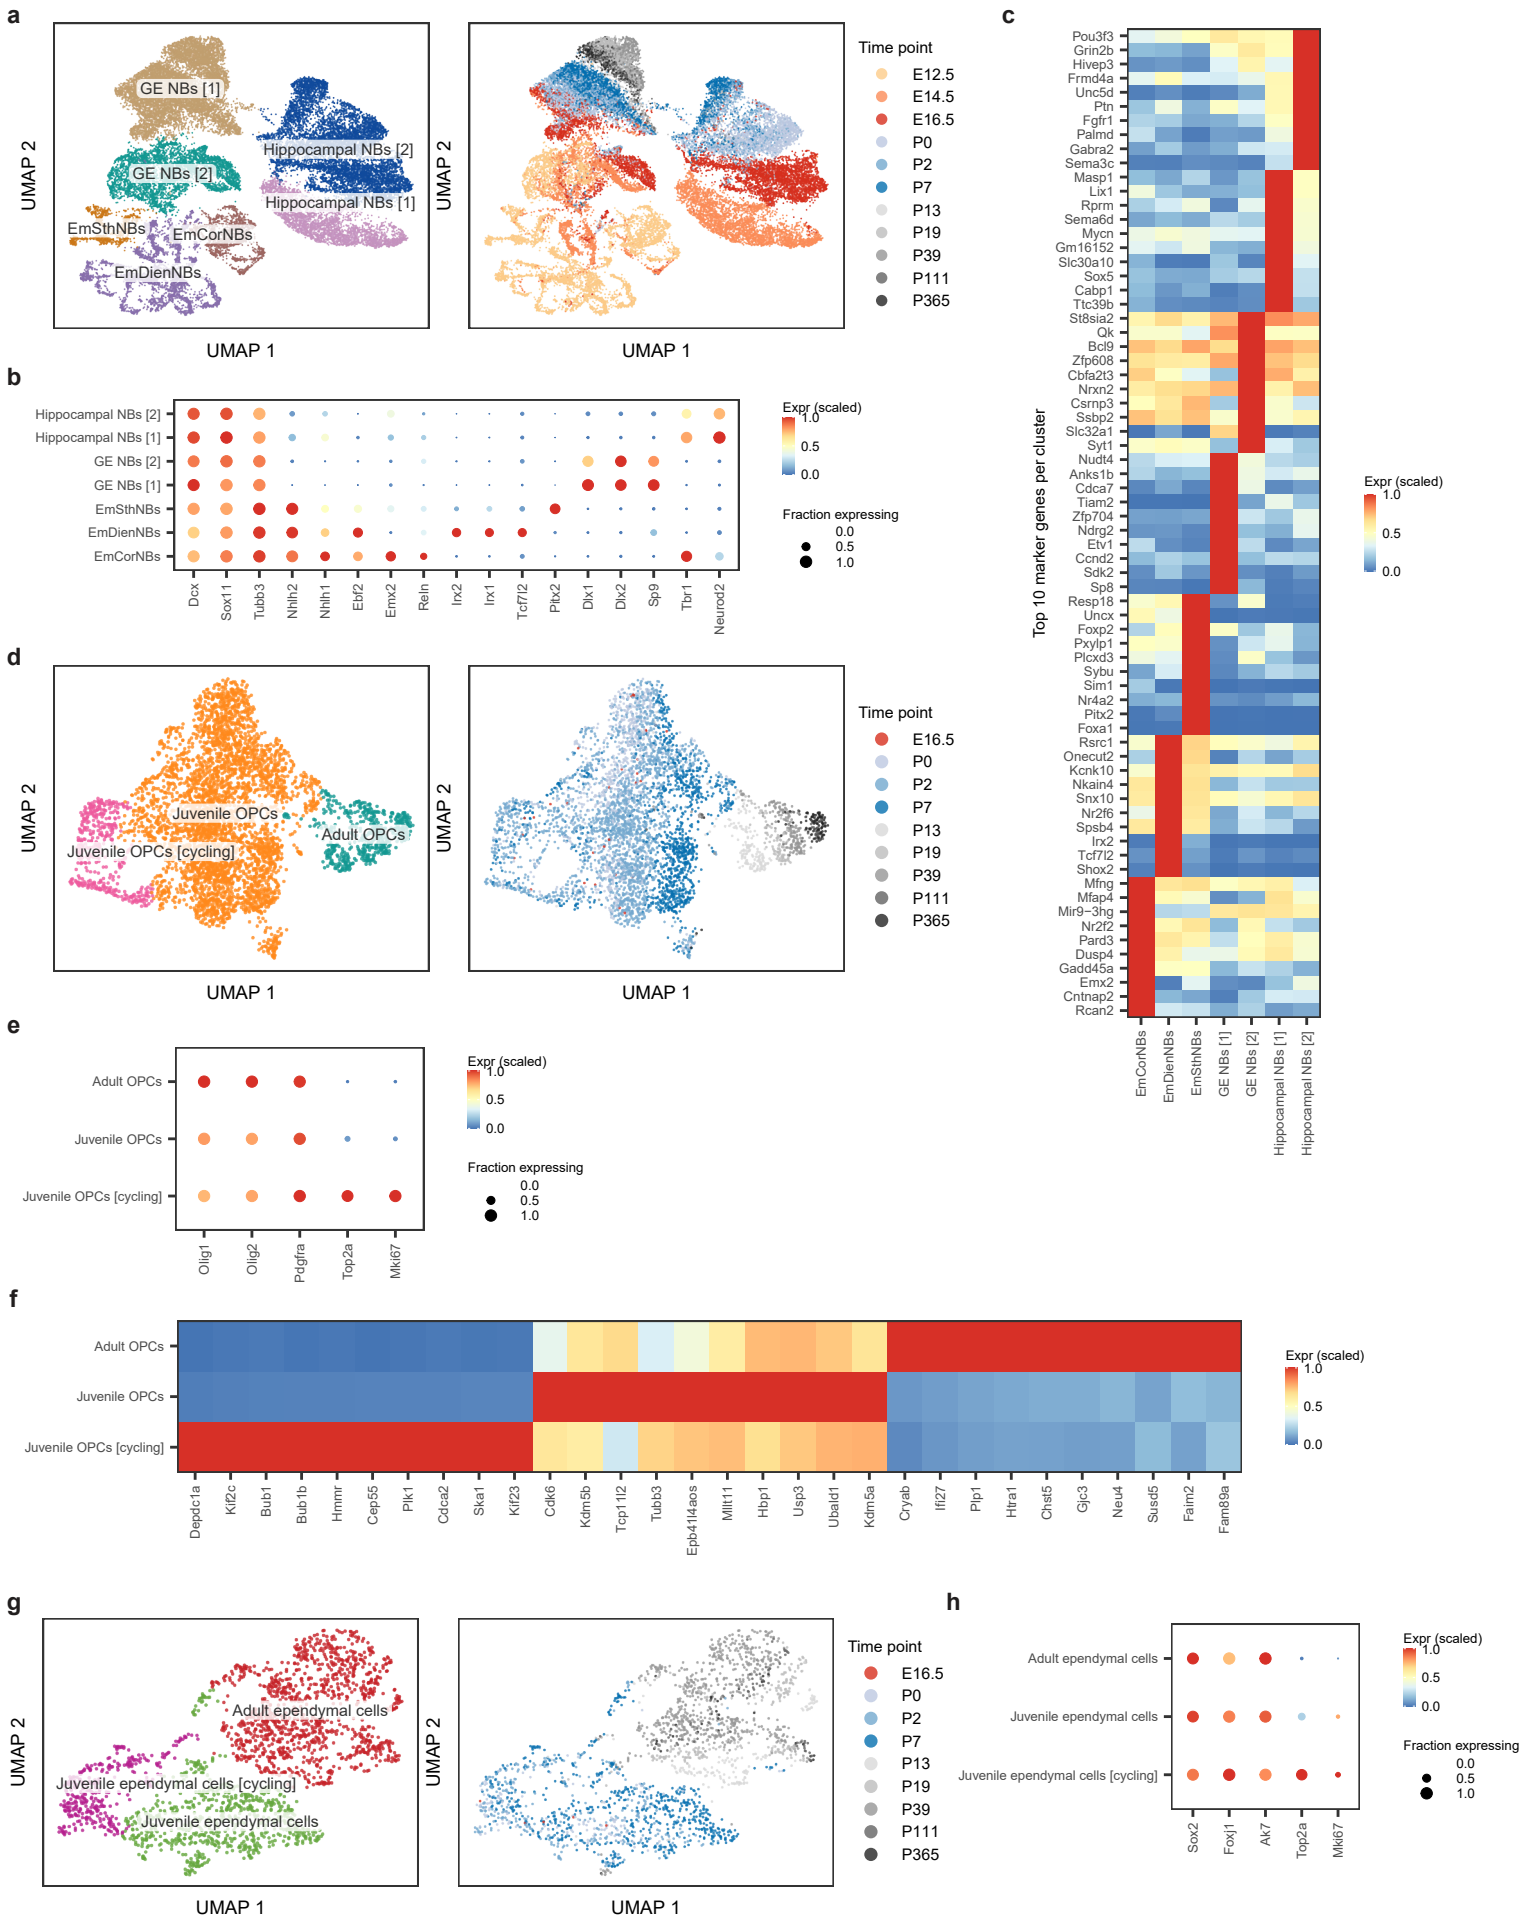 a
UMAP 2
GE NBs [1]
GE NBs [2]
Hippocampal NBs [2]
Hippocampal NBs [1]
EmSthNBs
EmCorNBs
EmDienNBs
UMAP 1
UMAP 2
UMAP 1
Time point
E12.5
E14.5
E16.5
P0
P2
P7
P13
P19
P39
P111
P365
b
Hippocampal NBs [2]
Hippocampal NBs [1]
GE NBs [2]
GE NBs [1]
EmSthNBs
EmDienNBs
EmCorNBs
Dcx
Sox11
Tubb3
Nhlh2
Nhlh1
Ebf2
Emx2
Reln
Irx2
Irx1
Tcf7l2
Pitx2
Dlx1
Dlx2
Sp9
Tbr1
Neurod2
Expr (scaled)
1.0
0.5
0.0
Fraction expressing
0.0
0.5
1.0
c
Top 10 marker genes per cluster
Pou3f3
Grin2b
Hivep3
Frmd4a
Unc5d
Ptn
Fgfr1
Palmd
Gabra2
Sema3c
Masp1
Lix1
Rprm
Sema6d
Mycn
Gm16152
Slc30a10
Sox5
Cabp1
Ttc39b
St8sia2
Qk
Bcl9
Zfp608
Cbfa2t3
Nrxn2
Csrnp3
Ssbp2
Slc32a1
Syt1
Nudt4
Anks1b
Cdca7
Tiam2
Zfp704
Ndrg2
Etv1
Ccnd2
Sdk2
Sp8
Resp18
Uncx
Foxp2
Pxylp1
Plcxd3
Sybu
Sim1
Nr4a2
Pitx2
Foxa1
Rsrc1
Onecut2
Kcnk10
Nkain4
Snx10
Nr2f6
Spsb4
Irx2
Tcf7l2
Shox2
Mfng
Mfap4
Mir9−3hg
Nr2f2
Pard3
Dusp4
Gadd45a
Emx2
Cntnap2
Rcan2
EmCorNBs
EmDienNBs
EmSthNBs
GE NBs [1]
GE NBs [2]
Hippocampal NBs [1]
Hippocampal NBs [2]
Expr (scaled)
1.0
0.5
0.0
d
UMAP 2
Juvenile OPCs
Adult OPCs
Juvenile OPCs [cycling]
UMAP 1
UMAP 2
UMAP 1
Time point
E16.5
P0
P2
P7
P13
P19
P39
P111
P365
e
Adult OPCs
Juvenile OPCs
Juvenile OPCs [cycling]
Olig1
Olig2
Pdgfra
Top2a
Mki67
Expr (scaled)
1.0
0.5
0.0
Fraction expressing
0.0
0.5
1.0
f
Adult OPCs
Juvenile OPCs
Juvenile OPCs [cycling]
Depdc1a
Kif2c
Bub1
Bub1b
Hmmr
Cep55
Plk1
Cdca2
Ska1
Kif23
Cdk6
Kdm5b
Tcp11l2
Tubb3
Epb41l4aos
Mllt11
Hbp1
Usp3
Ubald1
Kdm5a
Cryab
Ifi27
Plp1
Htra1
Chst5
Gjc3
Neu4
Susd5
Faim2
Fam89a
Expr (scaled)
1.0
0.5
0.0
g
UMAP 2
Adult ependymal cells
Juvenile ependymal cells [cycling]
Juvenile ependymal cells
UMAP 1
UMAP 2
UMAP 1
Time point
E16.5
P0
P2
P7
P13
P19
P39
P111
P365
h
Adult ependymal cells
Juvenile ependymal cells
Juvenile ependymal cells [cycling]
Sox2
Foxj1
Ak7
Top2a
Mki67
Expr (scaled)
1.0
0.5
0.0
Fraction expressing
0.0
0.5
1.0